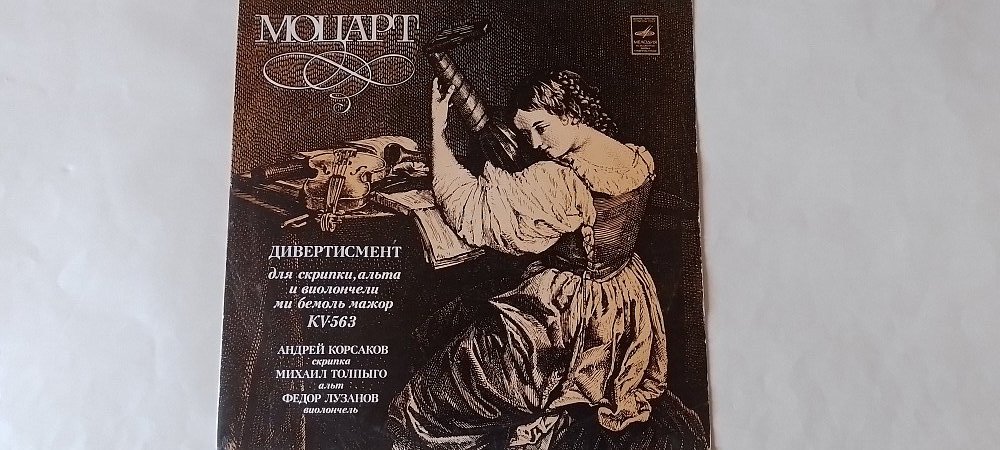 МОЦАРТ
МЕЛОДИЯ
ДИВЕРТИСМЕНТ
для скрипки, альта
и виолончели
ми бемоль мажор
KV-563
АНДРЕЙ КОРСАКОВ
скрипка
МИХАИЛ ТОЛПЫГО
альт
ФЕДОР ЛУЗАНОВ
виолончель